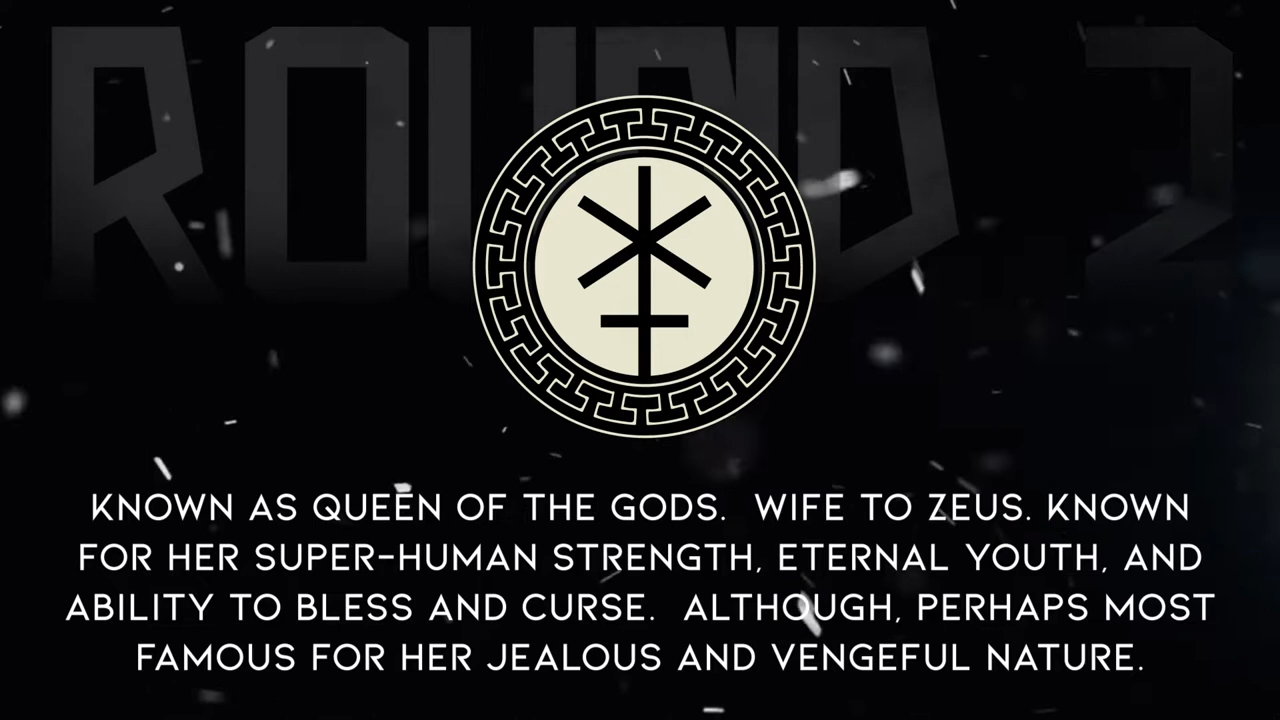 ROUND 2
KNOWN AS QUEEN OF THE GODS.  WIFE TO ZEUS. KNOWN
FOR HER SUPER-HUMAN STRENGTH, ETERNAL YOUTH, AND
ABILITY TO BLESS AND CURSE.  ALTHOUGH, PERHAPS MOST
FAMOUS FOR HER JEALOUS AND VENGEFUL NATURE.